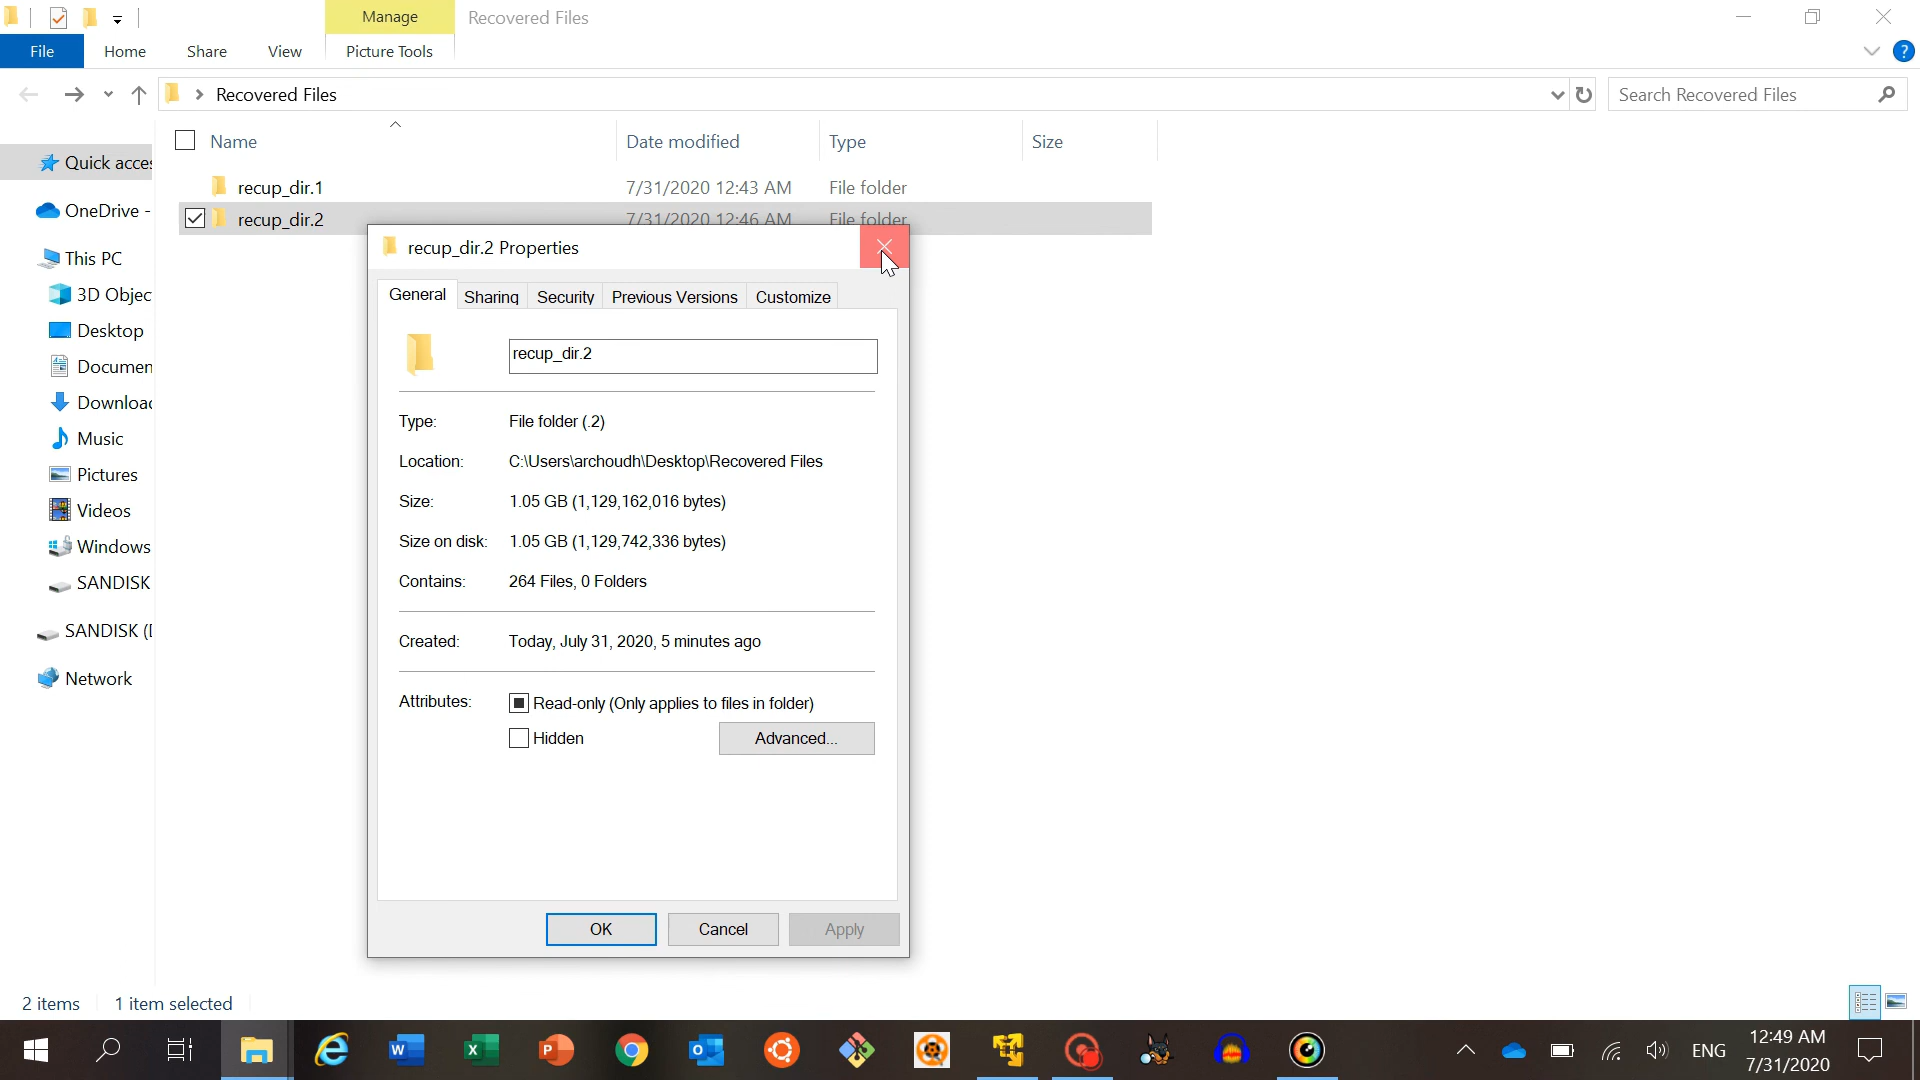 Manage
Recovered Files
File
Home
Share
View
Picture Tools
?
Recovered Files
Search Recovered Files
Name
Date modified
Type
Size
recup_dir.1
7/31/2020 12:43 AM
File folder
recup_dir.2
7/31/2020 12:46 AM
File folder
Quick acces
OneDrive -
This PC
3D Objec
Desktop
Documen
Downloac
Music
Pictures
Videos
Windows
SANDISK
SANDISK (I
Network
recup_dir.2 Properties
General
Sharing
Security
Previous Versions
Customize
recup_dir.2
Type: File folder (.2)
Location: C:\Users\archoudh\Desktop\Recovered Files
Size: 1.05 GB (1,129,162,016 bytes)
Size on disk: 1.05 GB (1,129,742,336 bytes)
Contains: 264 Files, 0 Folders
Created: Today, July 31, 2020, 5 minutes ago
Attributes: Read-only (Only applies to files in folder)
Hidden
Advanced...
OK
Cancel
Apply
2 items
1 item selected
ENG
12:49 AM
7/31/2020